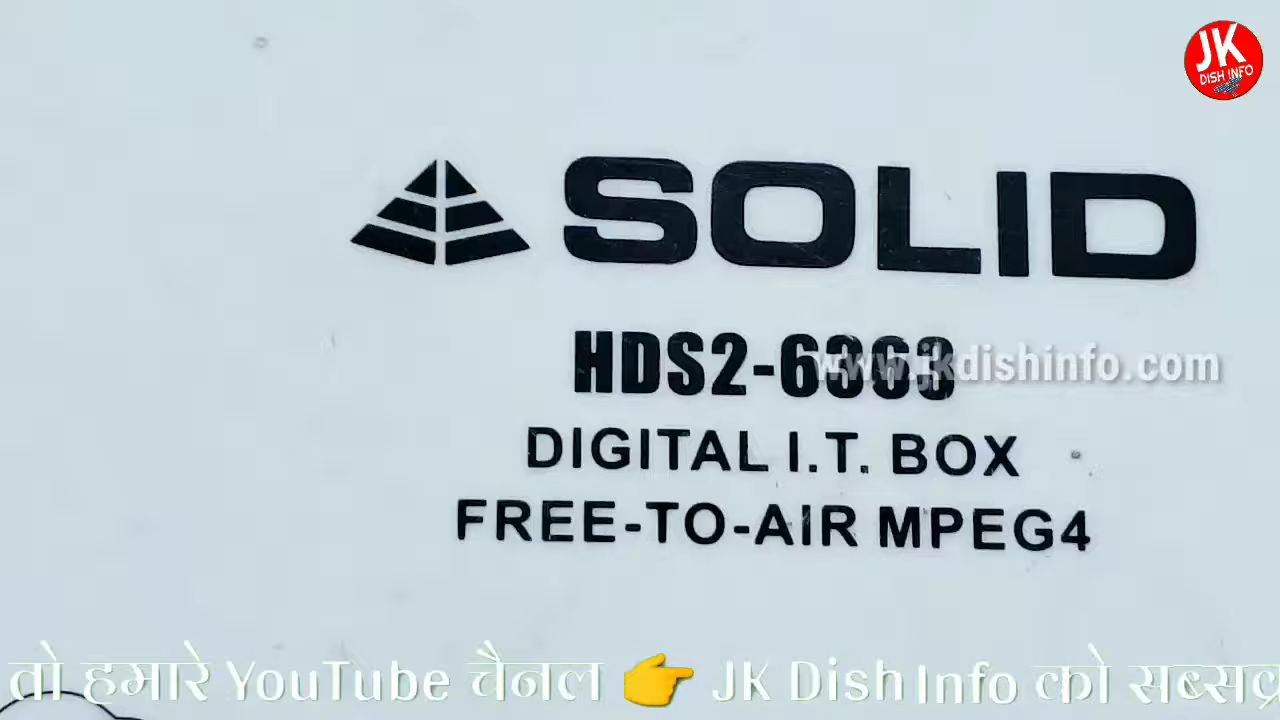 JK
DISH INFO
SOLID
HDS2-6363
www.jkdishinfo.com
DIGITAL I.T. BOX
FREE-TO-AIR MPEG4
तो हमारे YouTube चैनल 👉 JK Dish Info को